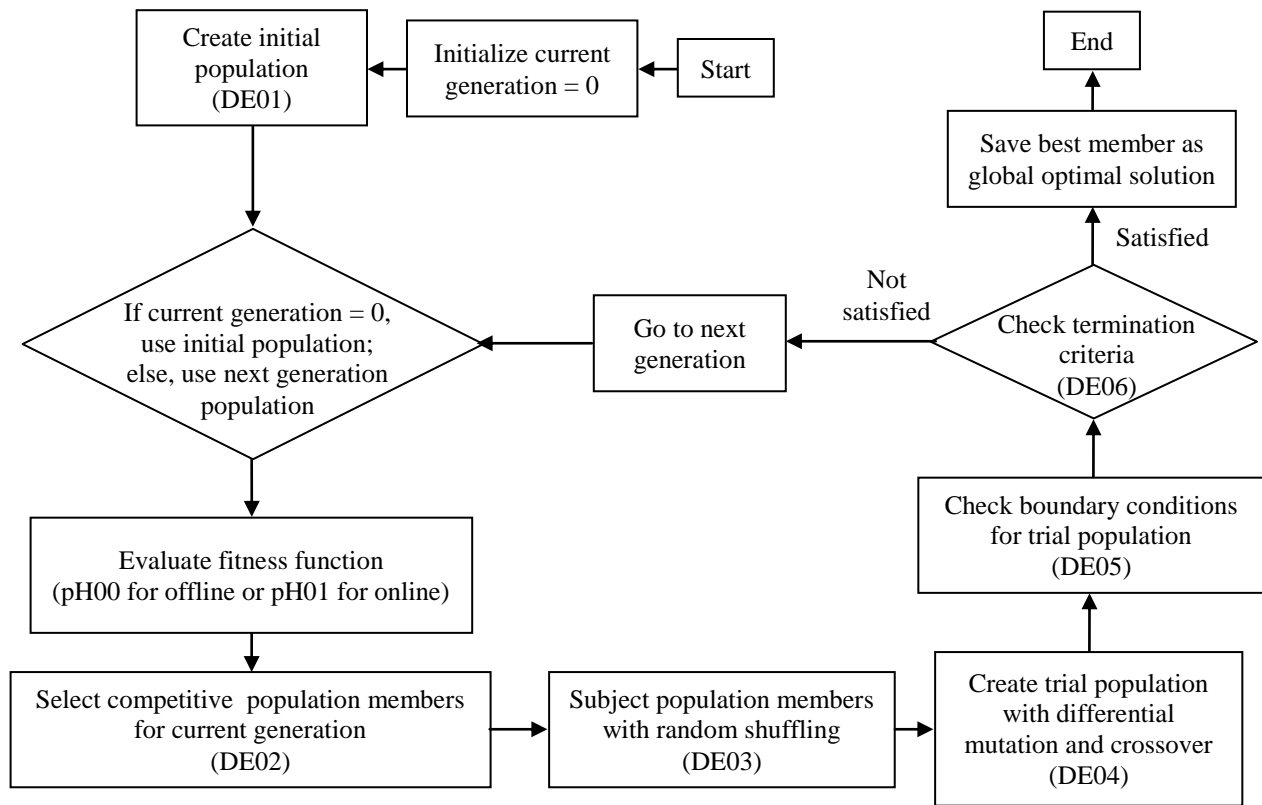 Start
Initialize current
generation = 0
Create initial
population
(DE01)
If current generation = 0,
use initial population;
else, use next generation
population
Evaluate fitness function
(pH00 for offline or pH01 for online)
Select competitive population members
for current generation
(DE02)
Subject population members
with random shuffling
(DE03)
Create trial population
with differential
mutation and crossover
(DE04)
Check boundary conditions
for trial population
(DE05)
Check termination
criteria
(DE06)
Not
satisfied
Go to next
generation
Satisfied
Save best member as
global optimal solution
End